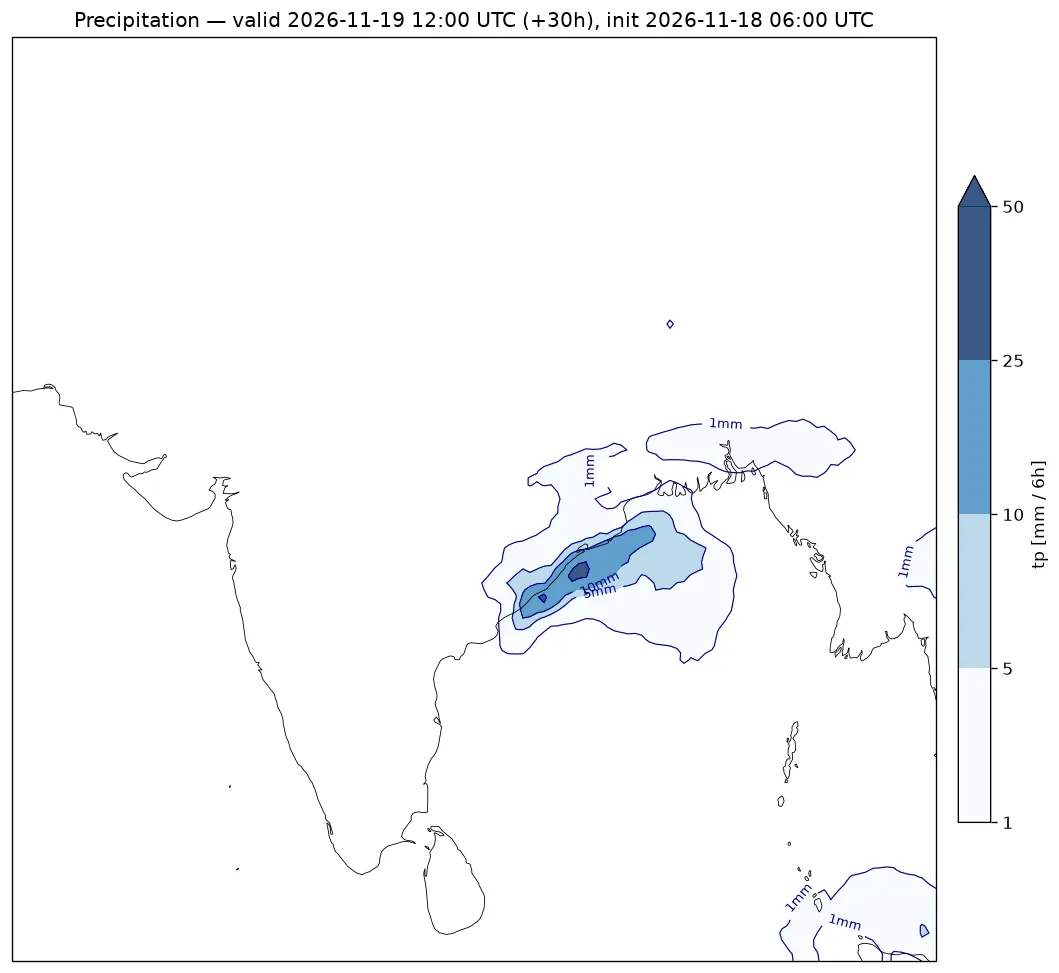 Precipitation — valid 2026-11-19 12:00 UTC (+30h), init 2026-11-18 06:00 UTC
50
25
10
5
1
tp [mm / 6h]
1mm
1mm
1mm
10mm
5mm
1mm
1mm